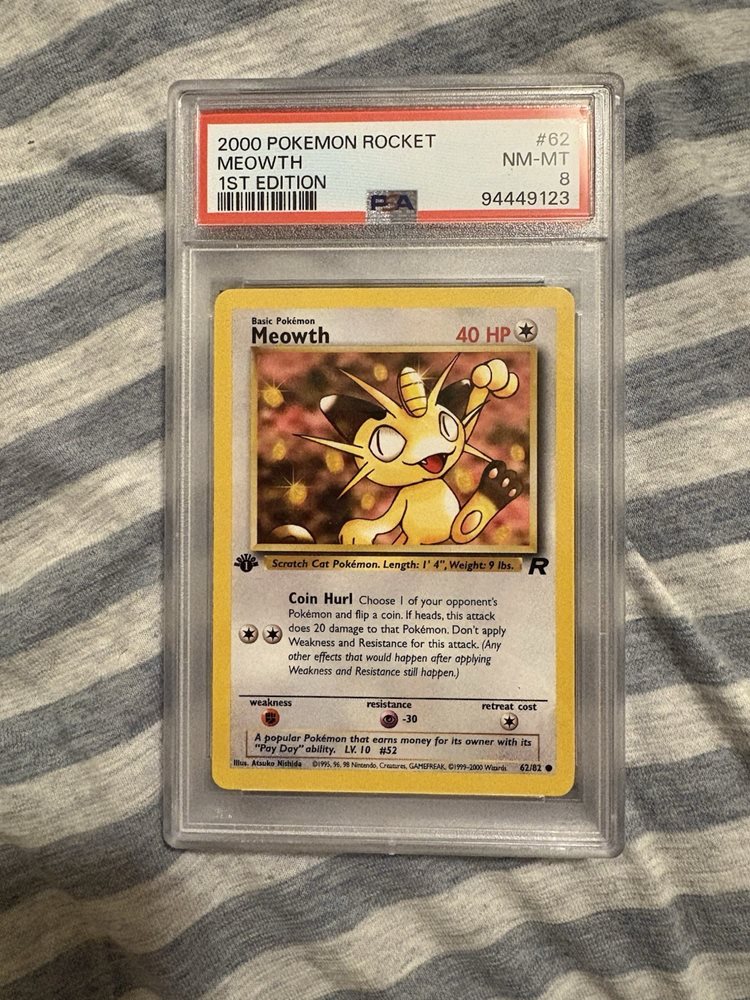 2000 POKEMON ROCKET #62
MEOWTH NM-MT
1ST EDITION 8
PSA 94449123
Basic Pokémon
Meowth 40 HP
EDITION
1
Scratch Cat Pokémon. Length: 1' 4", Weight: 9 lbs.
R
Coin Hurl Choose 1 of your opponent's
Pokémon and flip a coin. If heads, this attack
does 20 damage to that Pokémon. Don't apply
Weakness and Resistance for this attack. (Any
other effects that would happen after applying
Weakness and Resistance still happen.)
weakness resistance retreat cost
-30
A popular Pokémon that earns money for its owner with its
"Pay Day" ability. LV. 10 #52
Illus. Atsuko Nishida ©1995, 96, 98 Nintendo, Creatures, GAMEFREAK. ©1999-2000 Wizards. 62/82